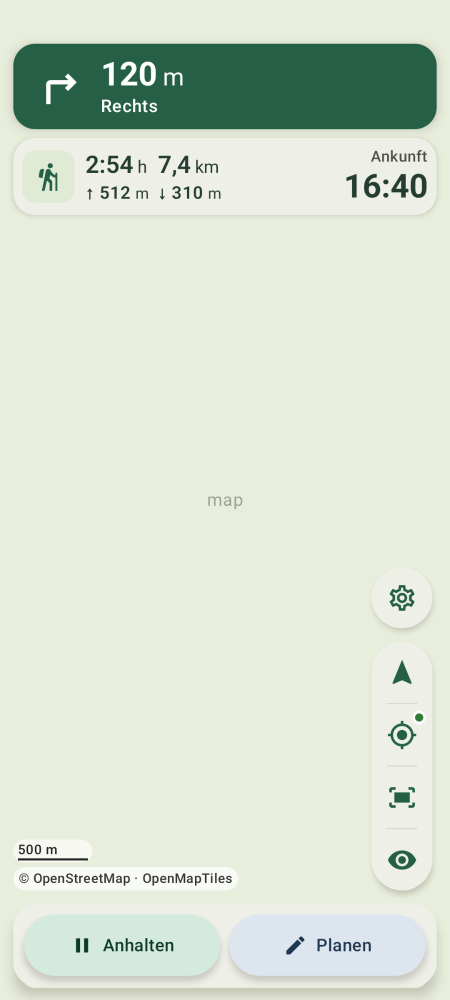 120 m
Rechts
2:54 h 7,4 km
↑ 512 m ↓ 310 m
Ankunft
16:40
map
500 m
© OpenStreetMap · OpenMapTiles
Anhalten
Planen